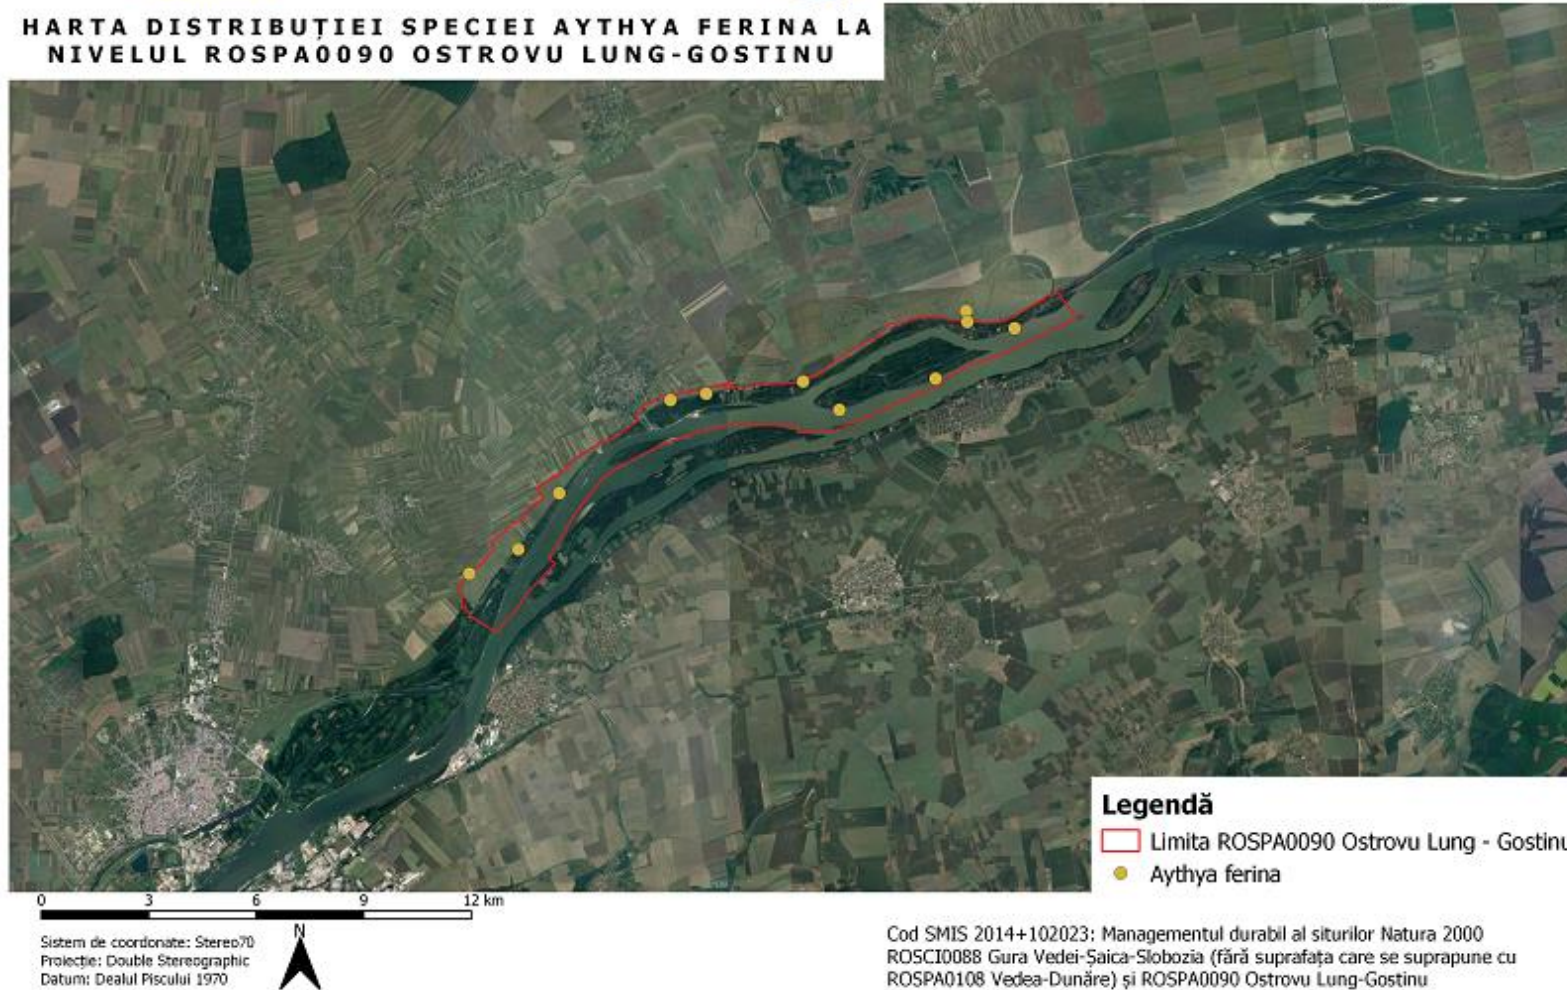 HARTA DISTRIBUȚIEI SPECIEI AYTHYA FERINA LA
NIVELUL ROSPA0090 OSTROVU LUNG-GOSTINU
Legendă
Limita ROSPA0090 Ostrovu Lung - Gostinu
Aythya ferina
0 3 6 9 12 km
N
Sistem de coordonate: Stereo70
Proiecție: Double Stereographic
Datum: Dealul Piscului 1970
Cod SMIS 2014+102023: Managementul durabil al siturilor Natura 2000
ROSCI0088 Gura Vedei-Șaica-Slobozia (fără suprafața care se suprapune cu
ROSPA0108 Vedea-Dunăre) și ROSPA0090 Ostrovu Lung-Gostinu